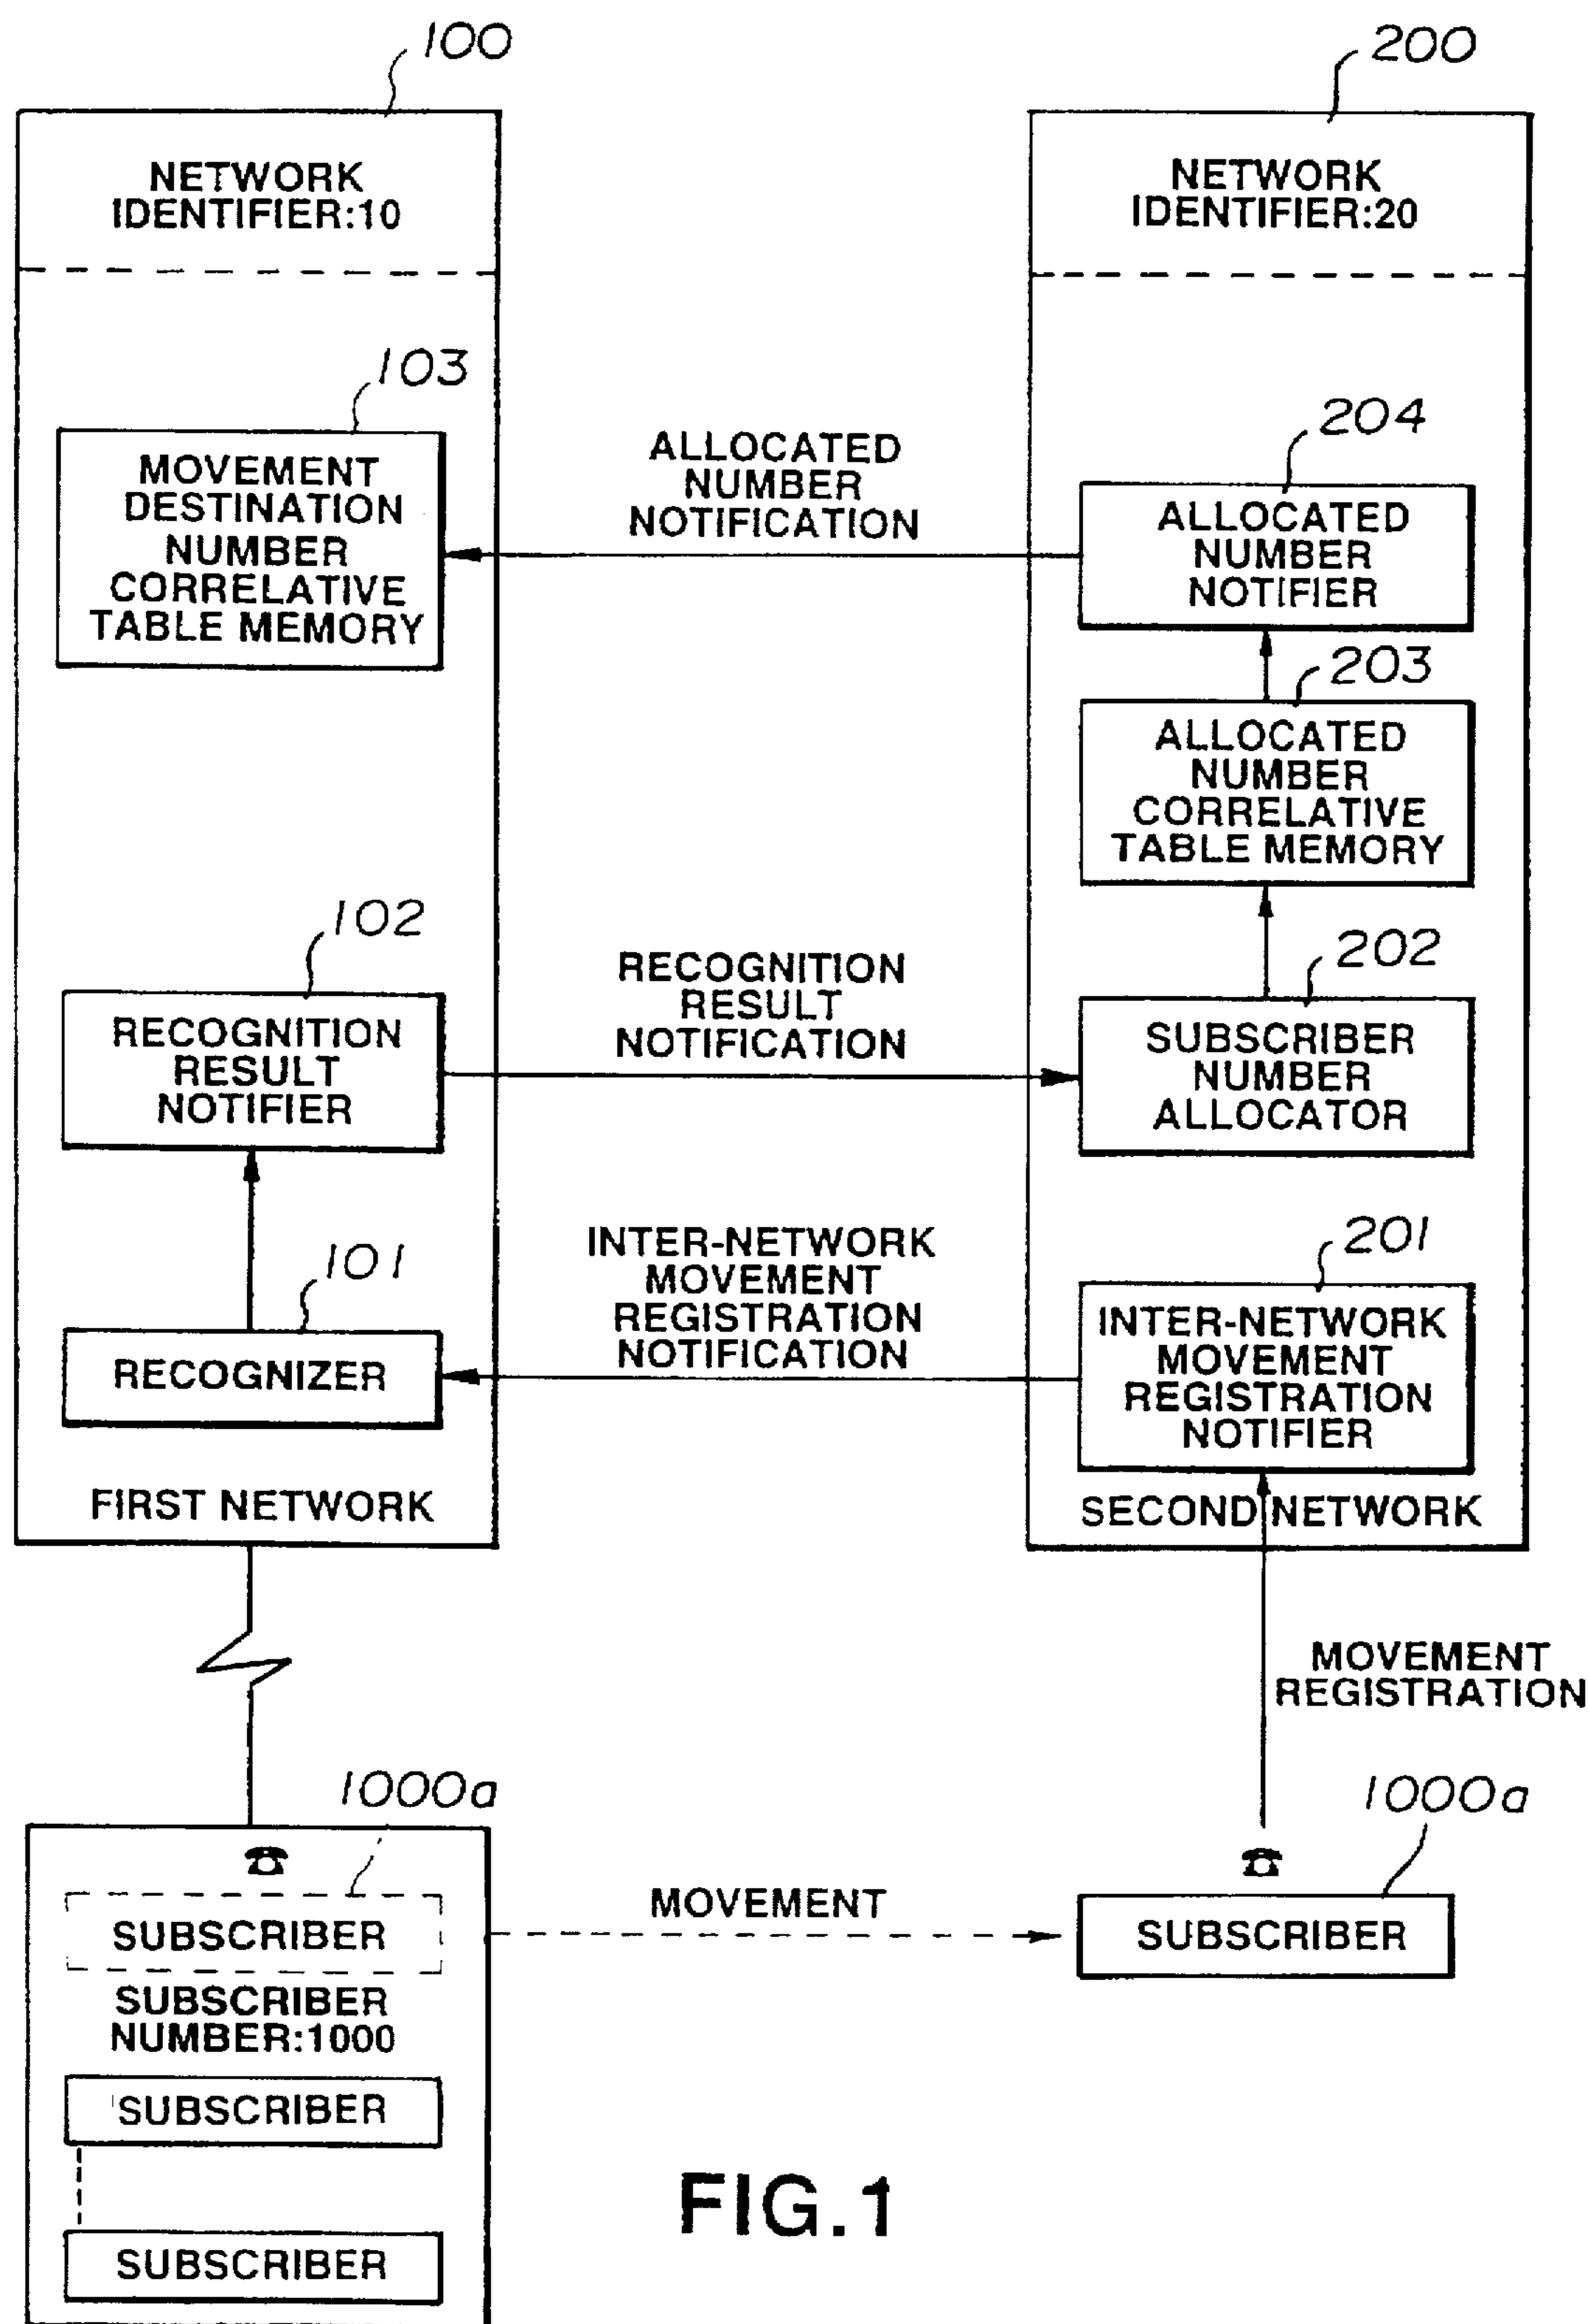 100
200
NETWORK
IDENTIFIER:10
NETWORK
IDENTIFIER:20
103
MOVEMENT
DESTINATION
NUMBER
CORRELATIVE
TABLE MEMORY
ALLOCATED
NUMBER
NOTIFICATION
204
ALLOCATED
NUMBER
NOTIFIER
203
ALLOCATED
NUMBER
CORRELATIVE
TABLE MEMORY
102
RECOGNITION
RESULT
NOTIFIER
RECOGNITION
RESULT
NOTIFICATION
202
SUBSCRIBER
NUMBER
ALLOCATOR
101
RECOGNIZER
INTER-NETWORK
MOVEMENT
REGISTRATION
NOTIFICATION
201
INTER-NETWORK
MOVEMENT
REGISTRATION
NOTIFIER
FIRST NETWORK
SECOND NETWORK
MOVEMENT
REGISTRATION
1000a
1000a
SUBSCRIBER
MOVEMENT
SUBSCRIBER
SUBSCRIBER
NUMBER:1000
SUBSCRIBER
SUBSCRIBER
FIG.1